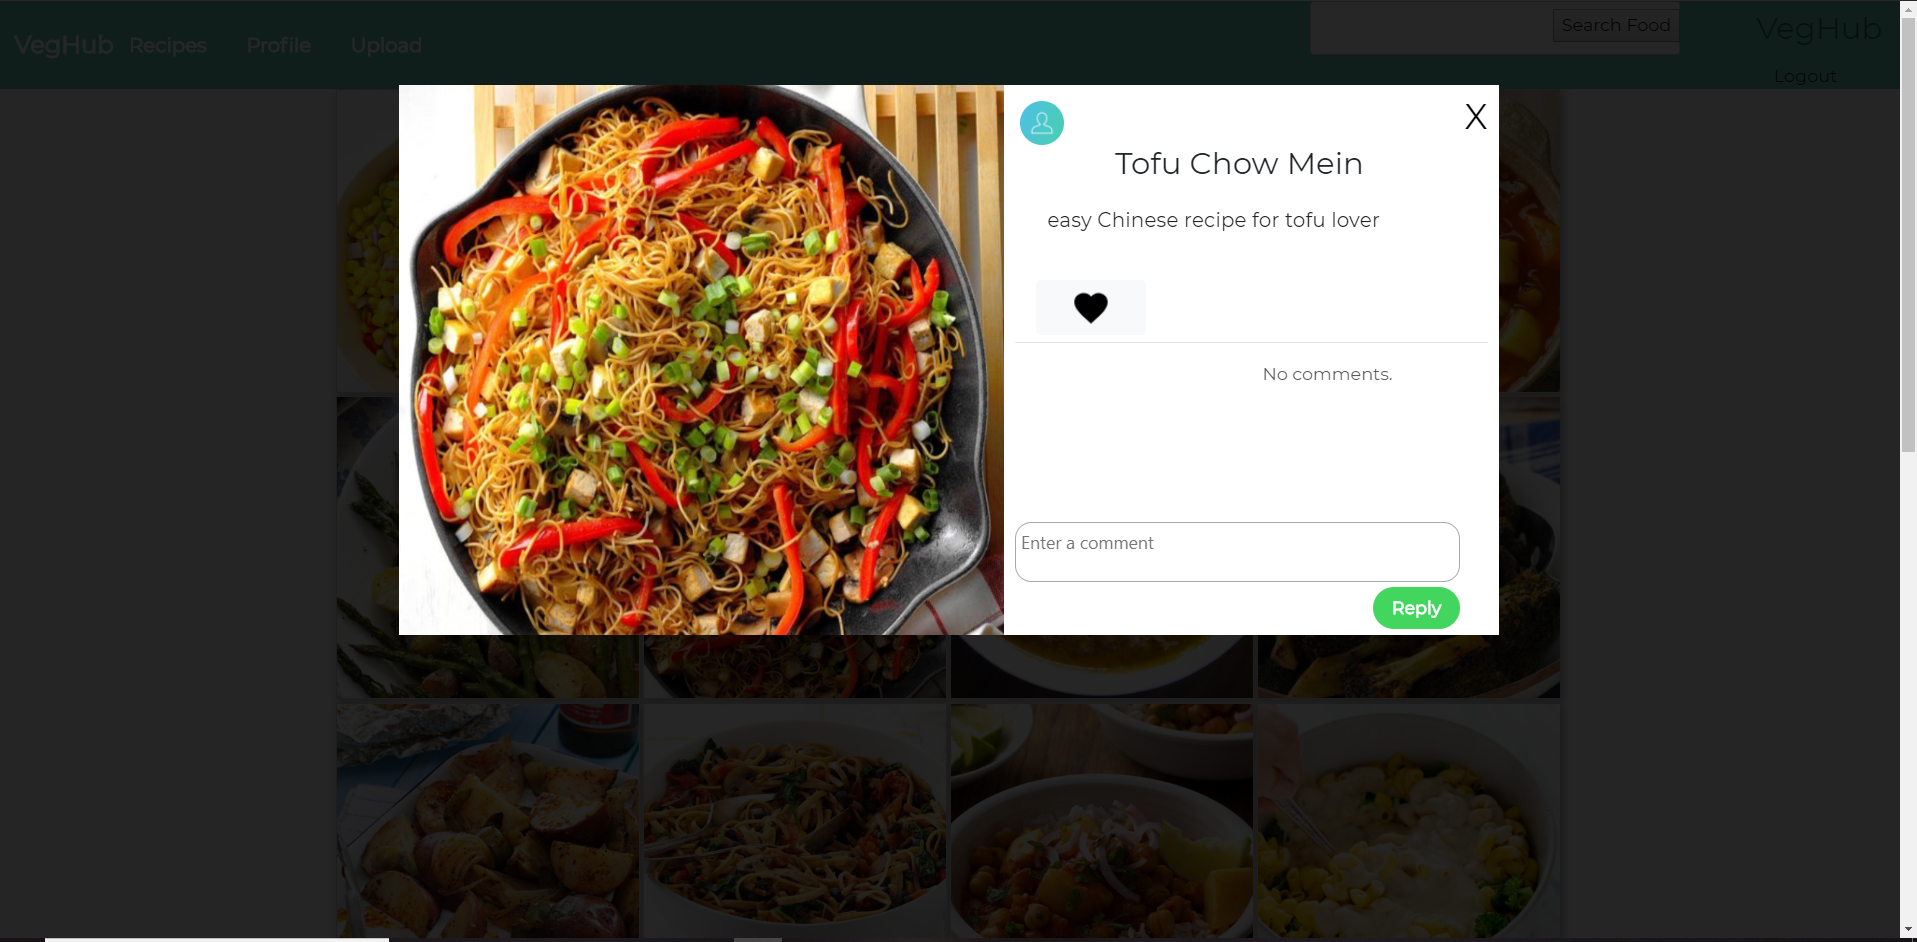 VegHub Recipes Profile Upload
Search Food
VegHub
Logout
X
Tofu Chow Mein
easy Chinese recipe for tofu lover
No comments.
Enter a comment
Reply